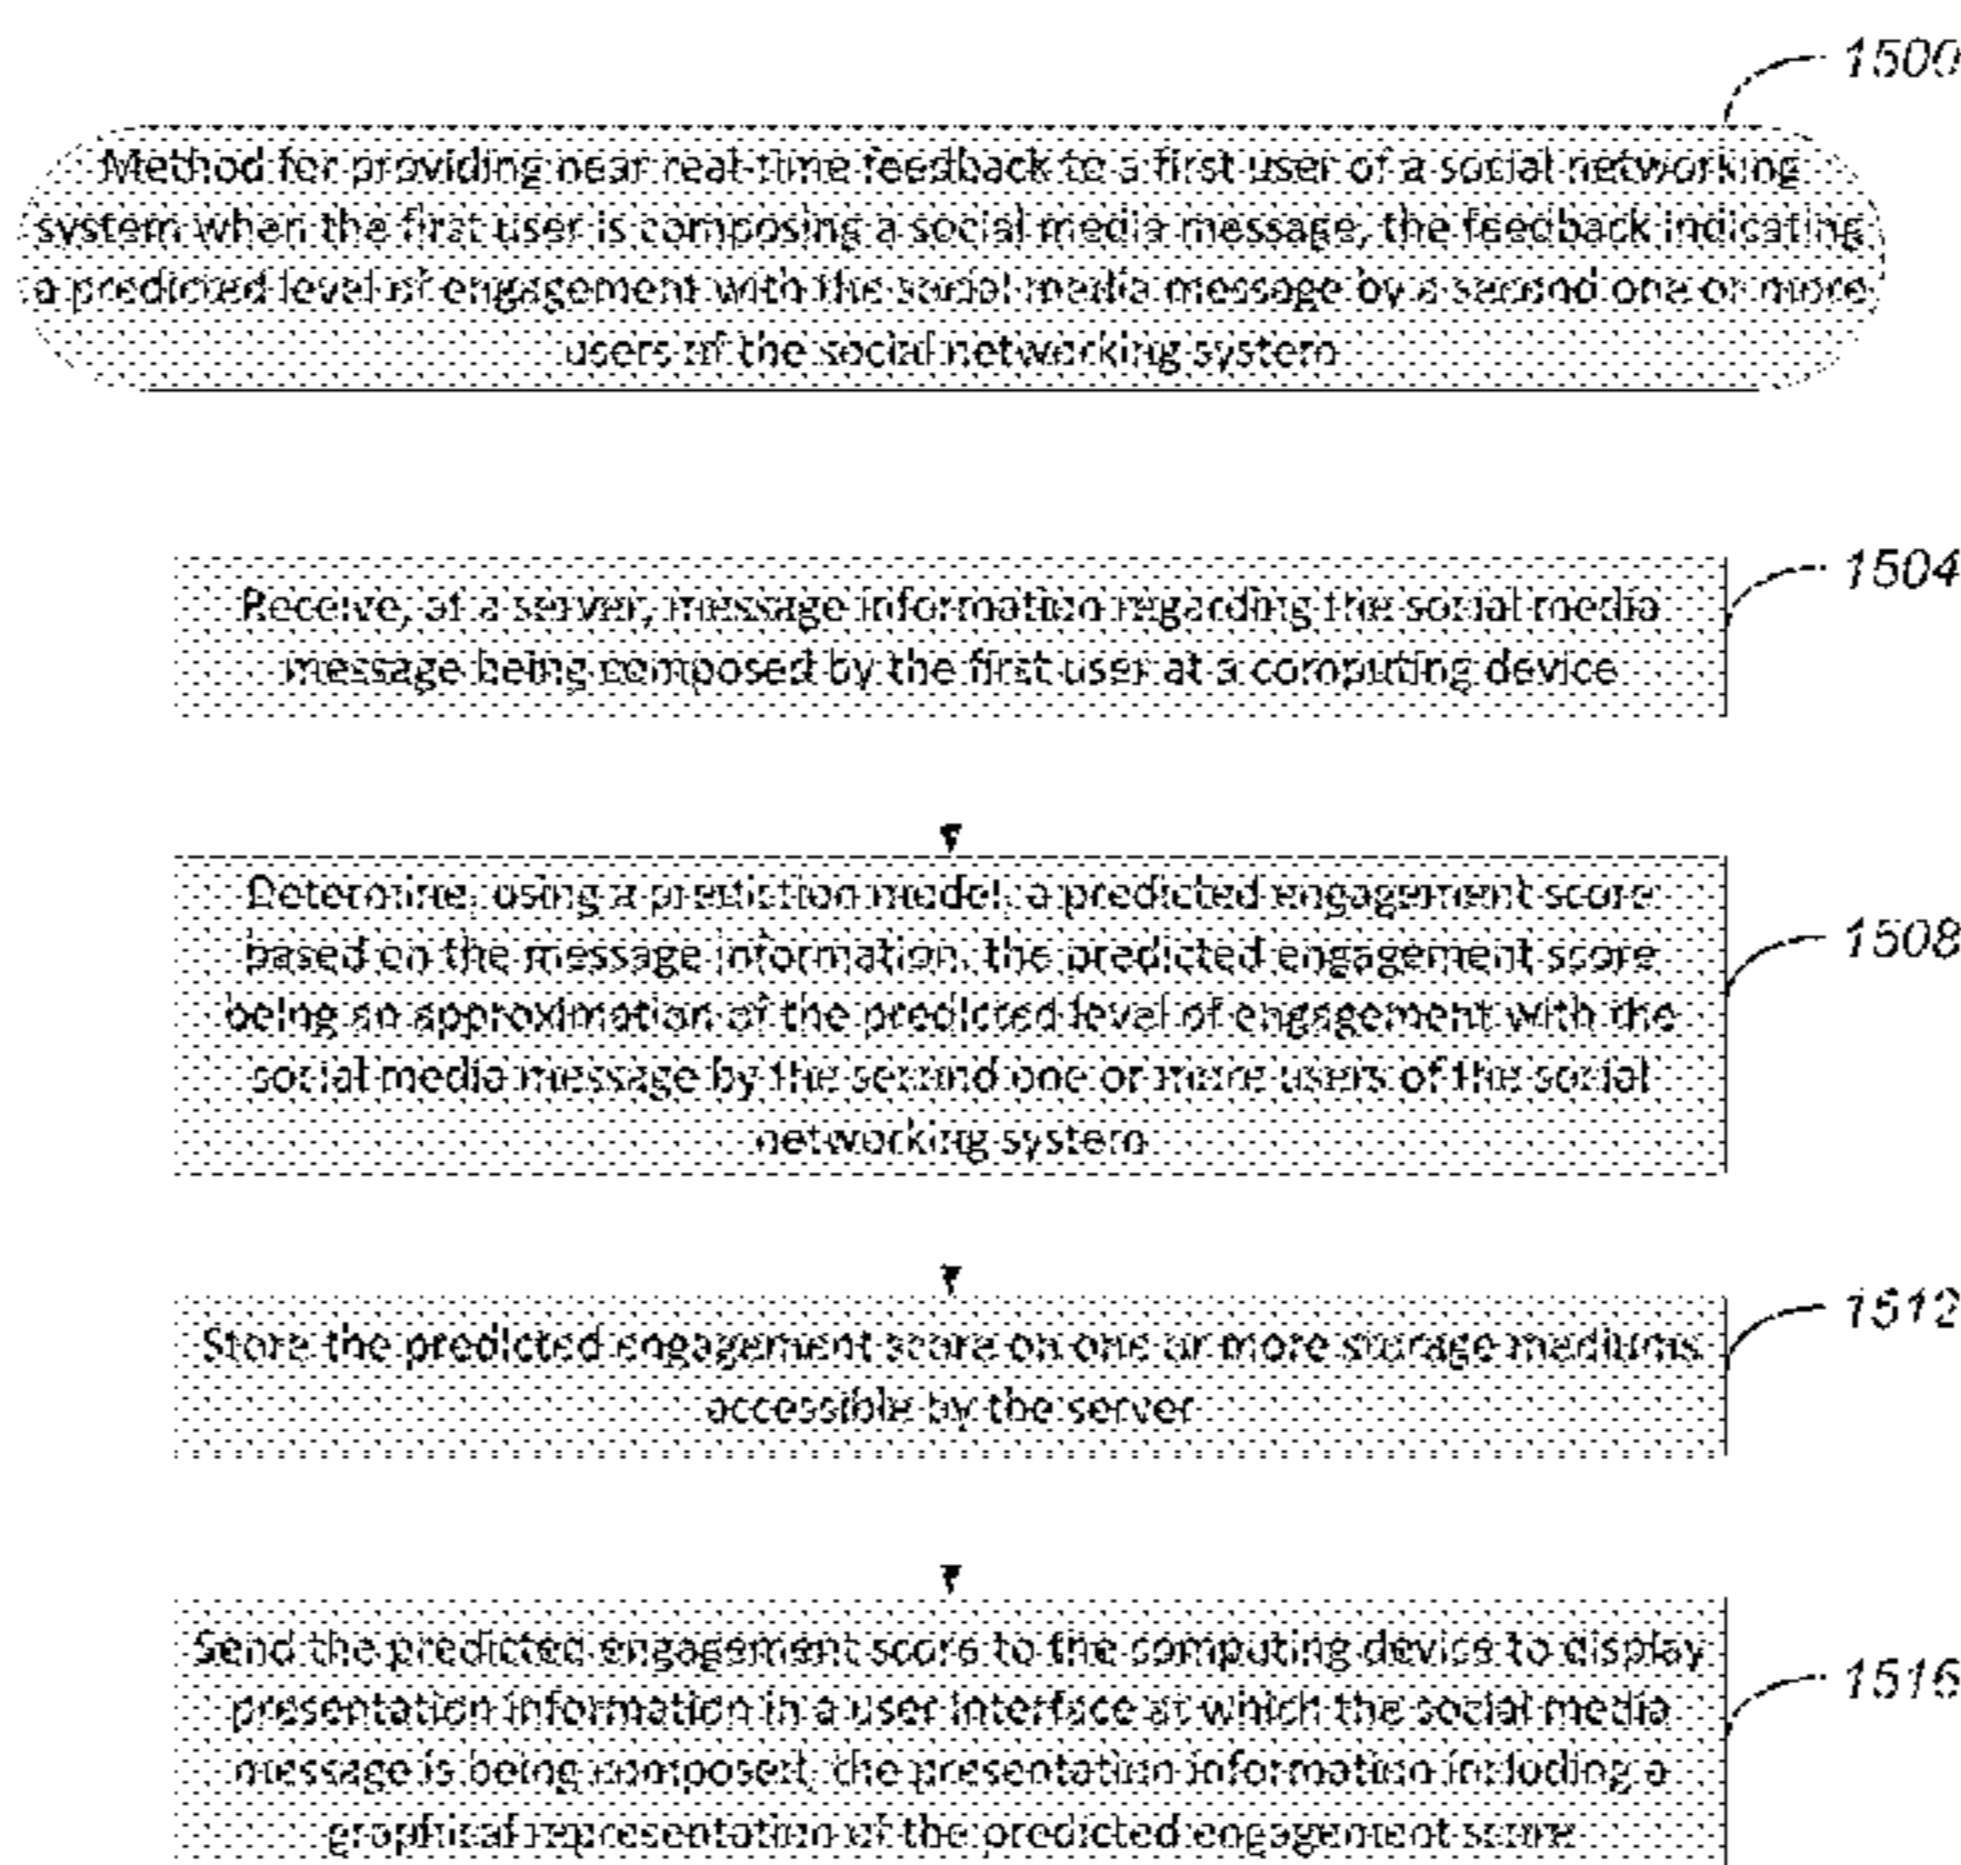 1500
Method for providing near real-time feedback to a first user of a social networking
system when the first user is composing a social media message, the feedback indicating
a predicted level of engagement with the social media message by a second one or more
users of the social networking system
1504
Receive, at a server, message information regarding the social media
message being composed by the first user at a computing device
Determine, using a prediction model, a predicted engagement score
1508
based on the message information, the predicted engagement score
being an approximation of the predicted level of engagement with the
social media message by the second one or more users of the social
networking system
1512
Store the predicted engagement score on one or more storage mediums
accessible by the server
Send the predicted engagement score to the computing device to display
1516
presentation information in a user interface at which the social media
message is being composed, the presentation information including a
graphical representation of the predicted engagement score